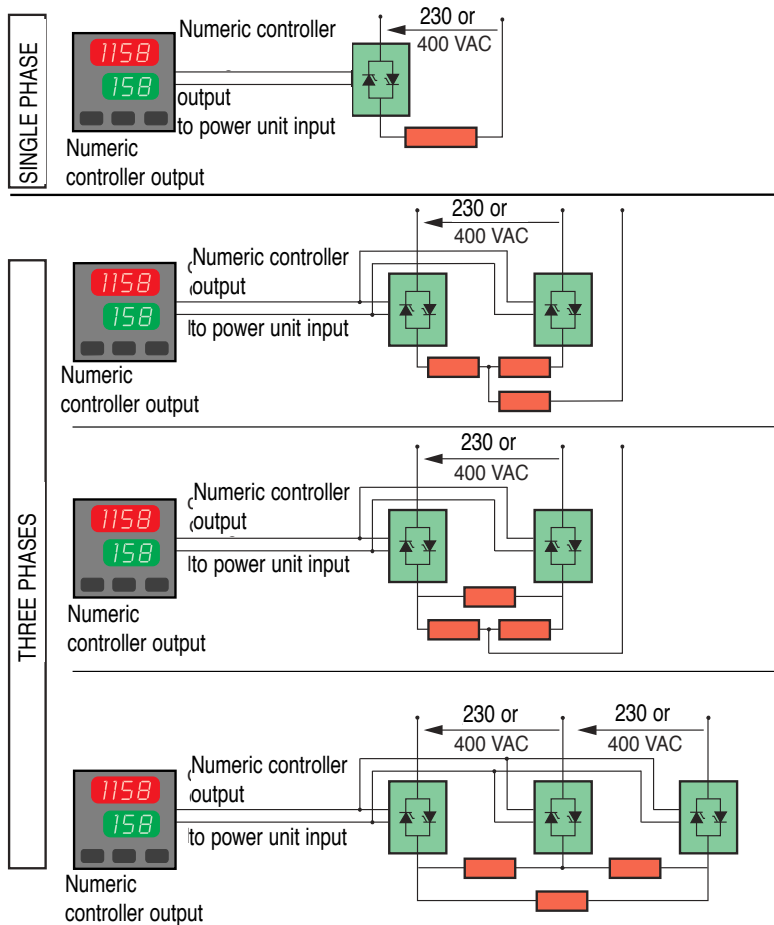 SINGLE PHASE
1158
158
Numeric controller
output
to power unit input
Numeric
controller output
230 or
400 VAC
THREE PHASES
1158
158
Numeric controller
output
to power unit input
Numeric
controller output
230 or
400 VAC
1158
158
Numeric controller
output
to power unit input
Numeric
controller output
230 or
400 VAC
1158
158
Numeric controller
output
to power unit input
Numeric
controller output
230 or
400 VAC
230 or
400 VAC